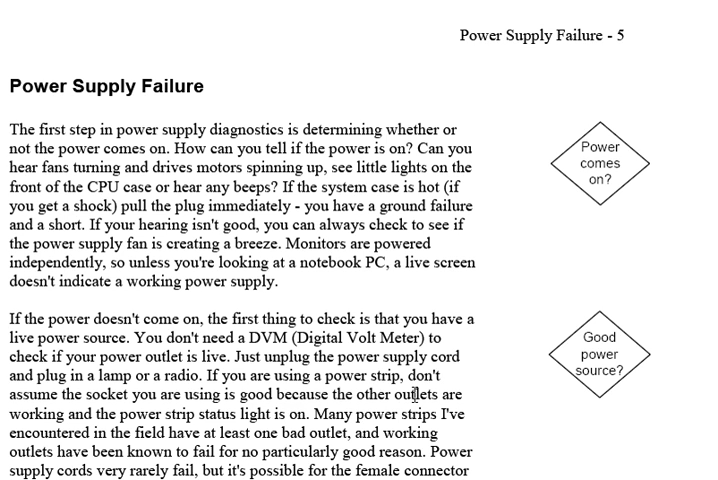 Power Supply Failure - 5
Power Supply Failure
The first step in power supply diagnostics is determining whether or
not the power comes on. How can you tell if the power is on? Can you
hear fans turning and drives motors spinning up, see little lights on the
front of the CPU case or hear any beeps? If the system case is hot (if
you get a shock) pull the plug immediately - you have a ground failure
and a short. If your hearing isn't good, you can always check to see if
the power supply fan is creating a breeze. Monitors are powered
independently, so unless you're looking at a notebook PC, a live screen
doesn't indicate a working power supply.
Power
comes
on?
If the power doesn't come on, the first thing to check is that you have a
live power source. You don't need a DVM (Digital Volt Meter) to
check if your power outlet is live. Just unplug the power supply cord
and plug in a lamp or a radio. If you are using a power strip, don't
assume the socket you are using is good because the other outlets are
working and the power strip status light is on. Many power strips I've
encountered in the field have at least one bad outlet, and working
outlets have been known to fail for no particularly good reason. Power
supply cords very rarely fail, but it's possible for the female connector
Good
power
source?